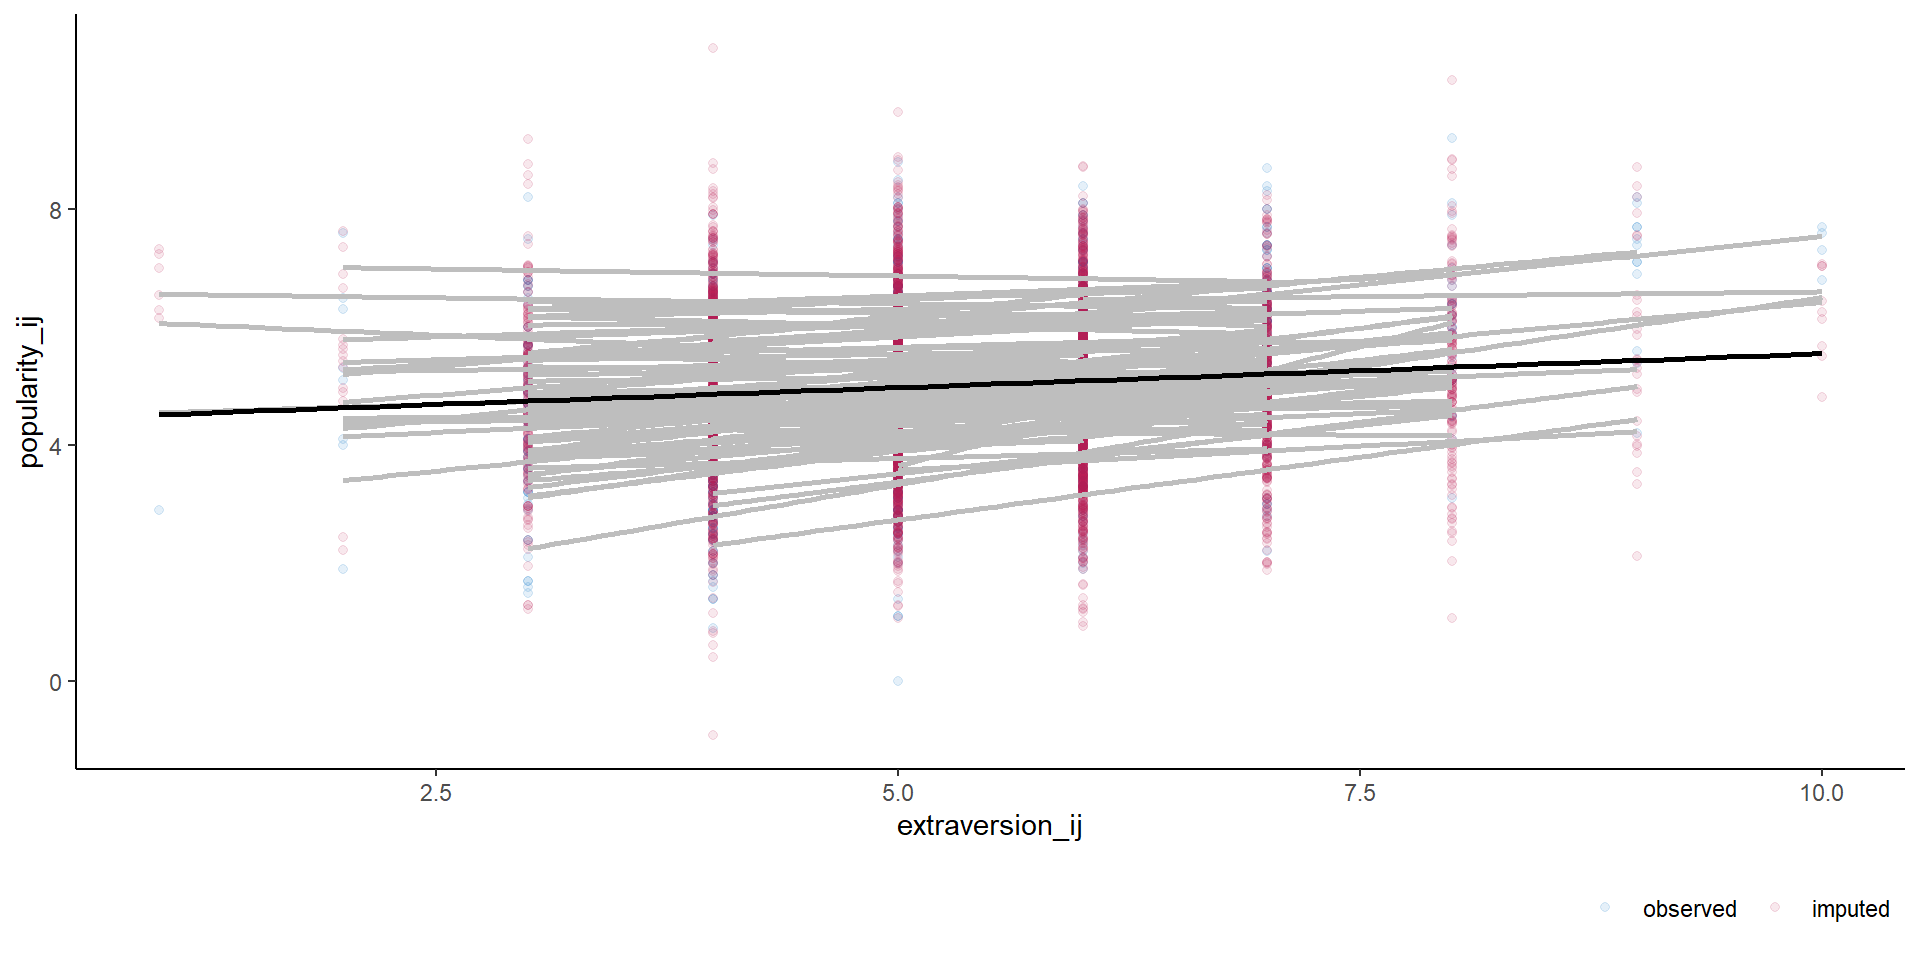 popularity_ij
8
4
0
2.5 5.0 7.5 10.0
extraversion_ij
observed imputed